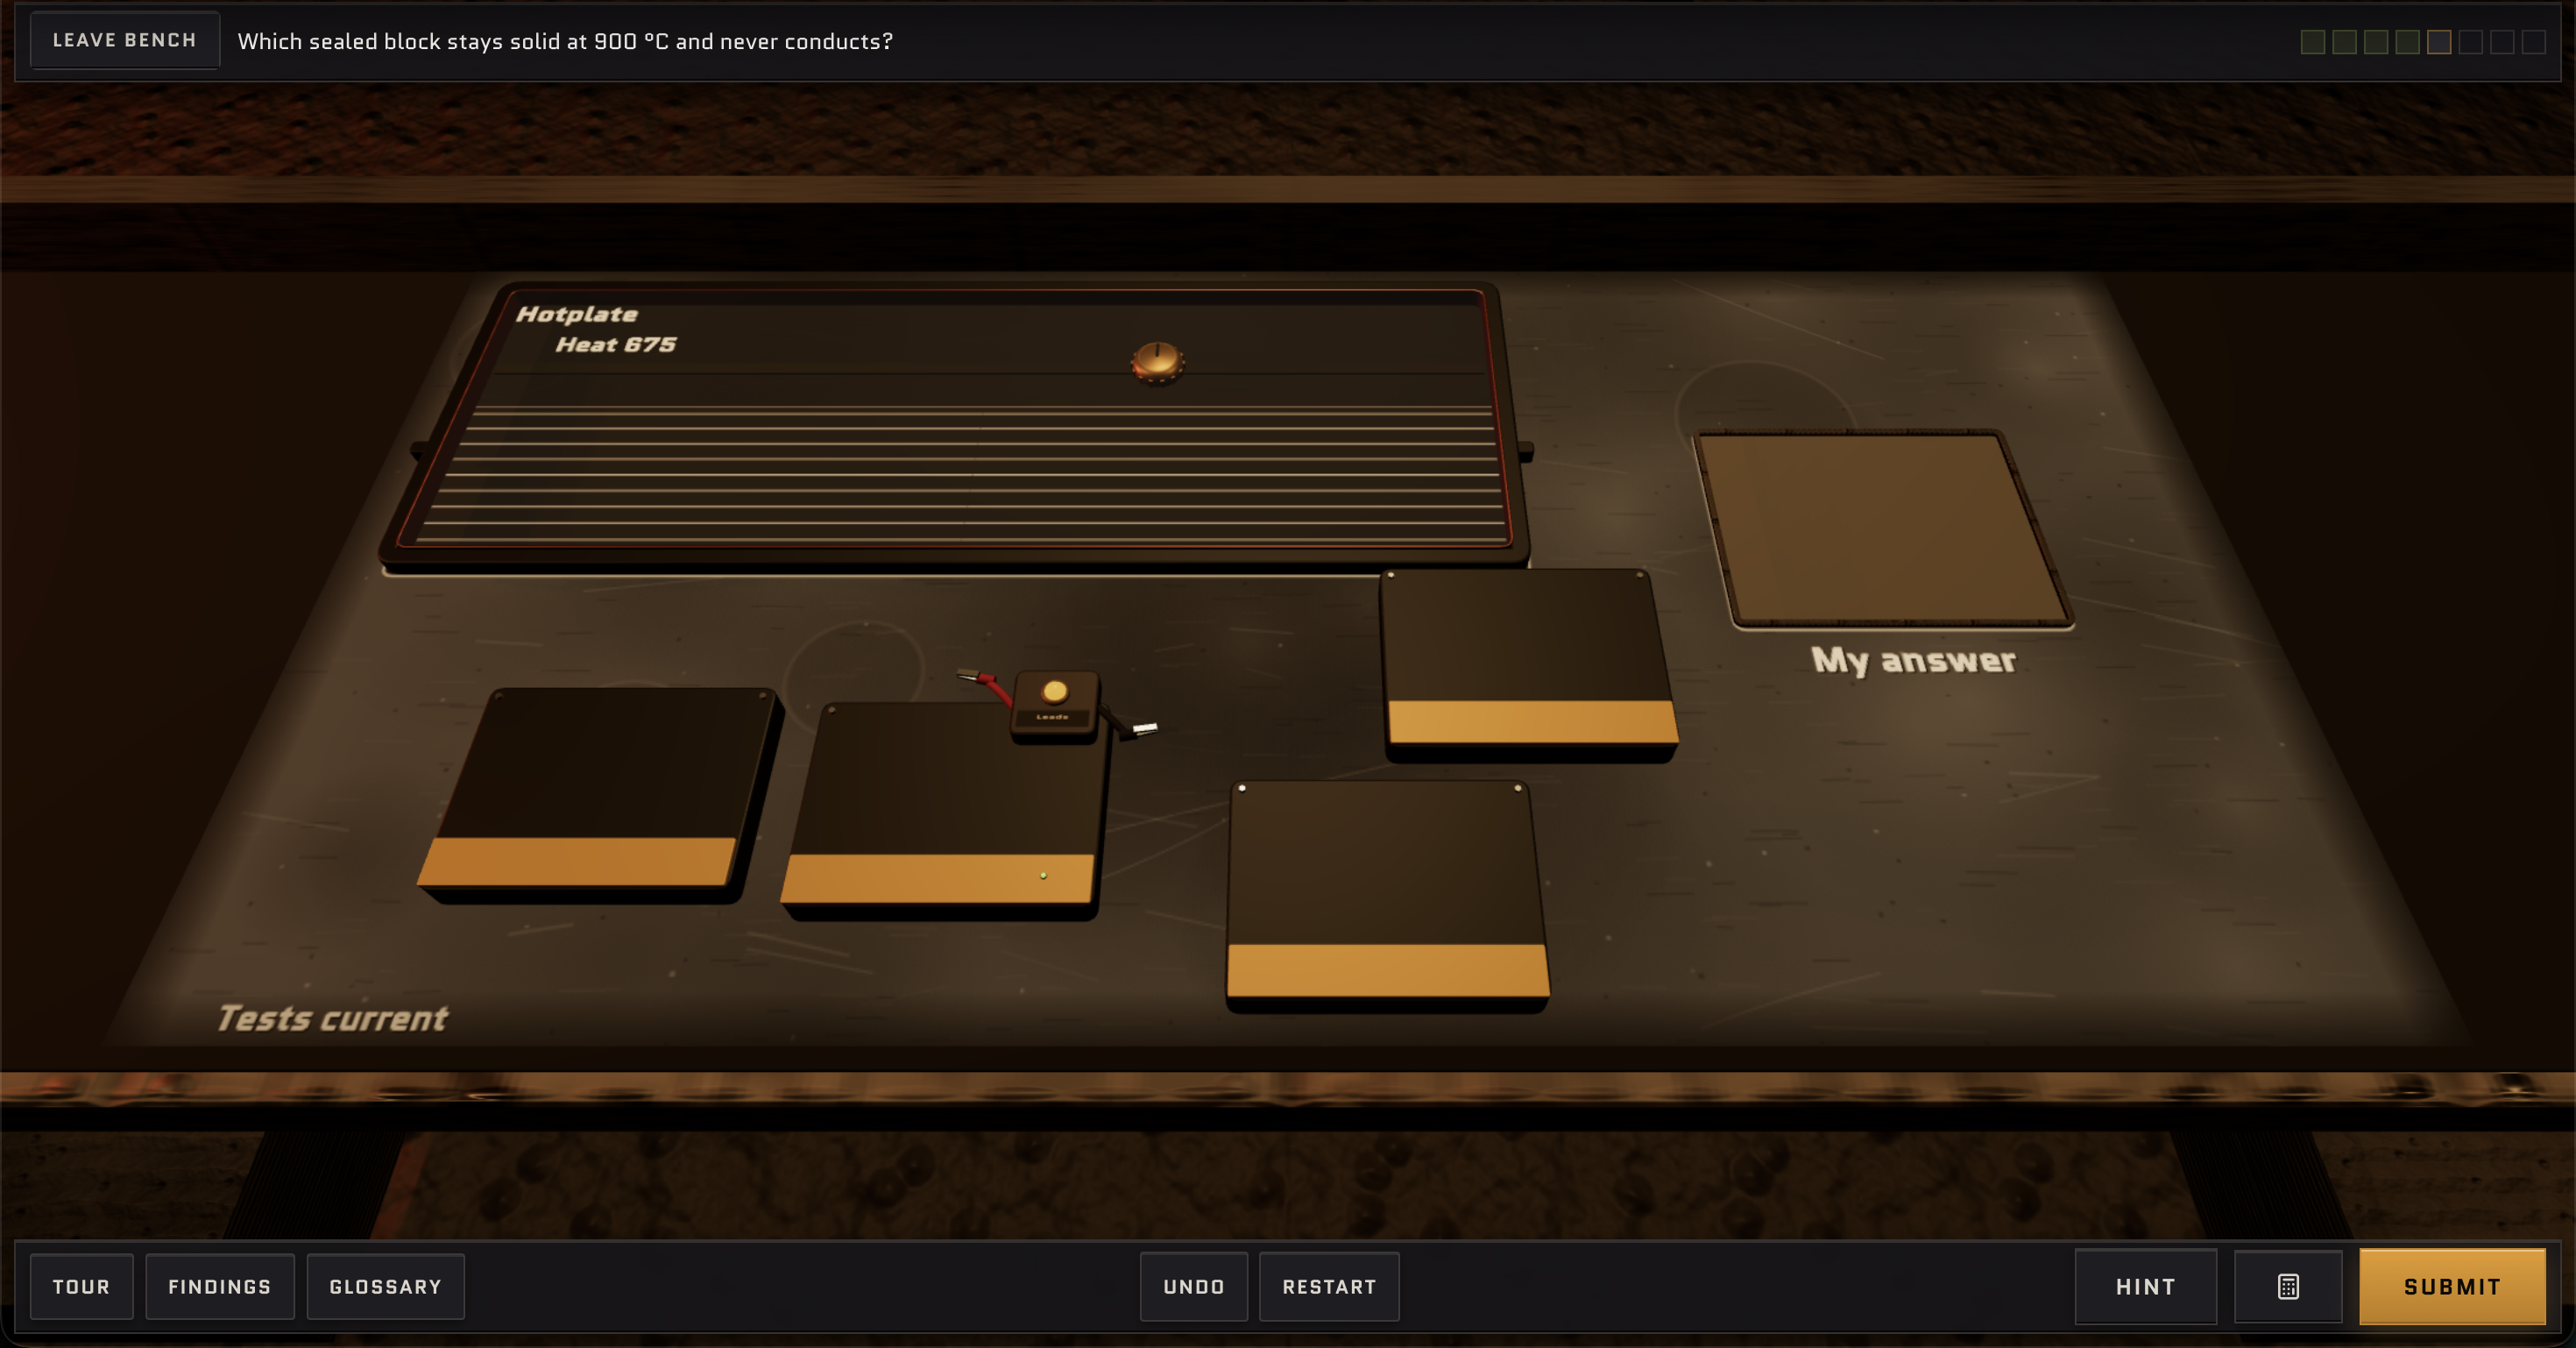 LEAVE BENCH
Which sealed block stays solid at 900 °C and never conducts?
Hotplate
Heat 675
Leads
My answer
Tests current
TOUR
FINDINGS
GLOSSARY
UNDO
RESTART
HINT
SUBMIT